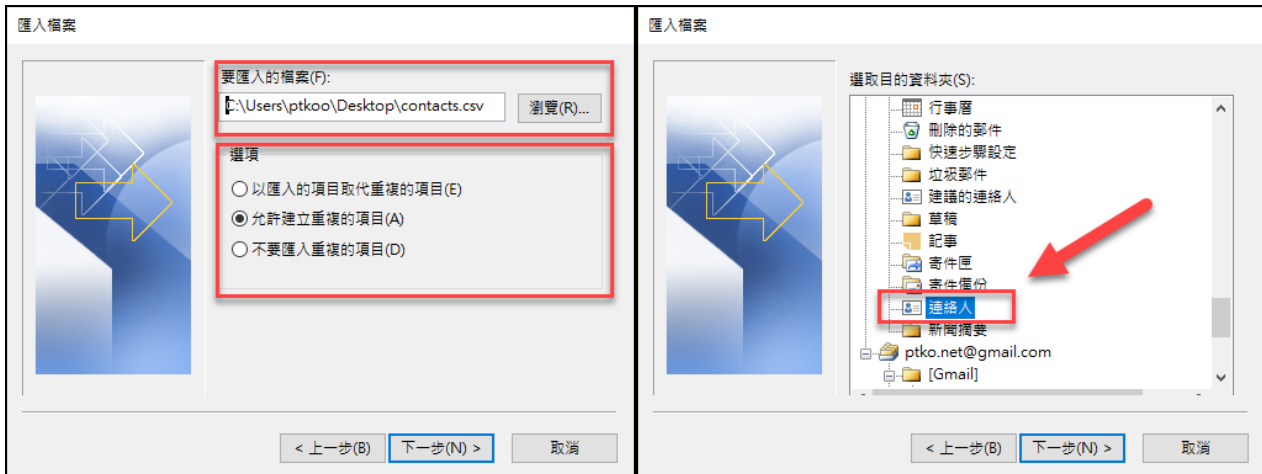 匯入檔案
要匯入的檔案(F):
C:\Users\ptkoo\Desktop\contacts.csv
瀏覽(R)...
選項
以匯入的項目取代重複的項目(E)
允許建立重複的項目(A)
不要匯入重複的項目(D)
< 上一步(B)
下一步(N) >
取消
匯入檔案
選取目的資料夾(S):
行事曆
刪除的郵件
快速步驟設定
垃圾郵件
建議的連絡人
草稿
記事
寄件匣
寄件備份
連絡人
新聞摘要
ptko.net@gmail.com
[Gmail]
< 上一步(B)
下一步(N) >
取消